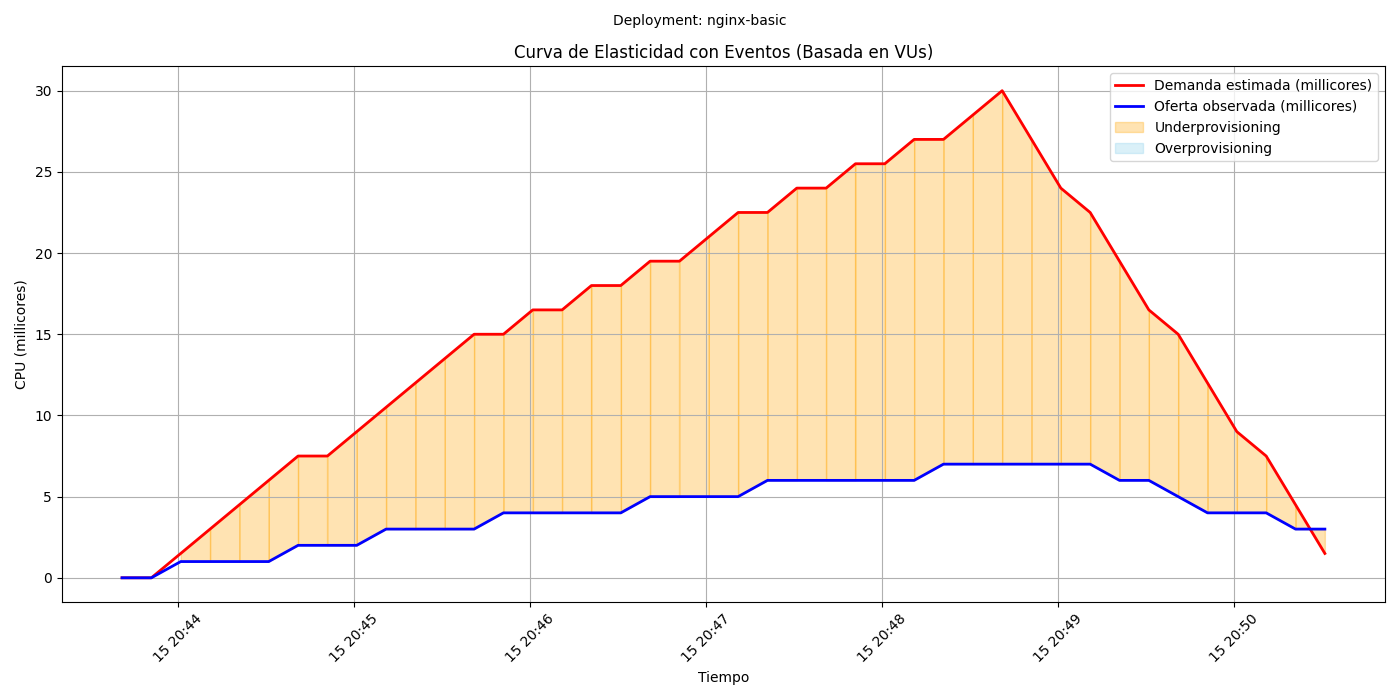 Deployment: nginx-basic
Curva de Elasticidad con Eventos (Basada en VUs)
Demanda estimada (millicores)
Oferta observada (millicores)
Underprovisioning
Overprovisioning
CPU (millicores)
30
25
20
15
10
5
0
15 20:44
15 20:45
15 20:46
15 20:47
15 20:48
15 20:49
15 20:50
Tiempo